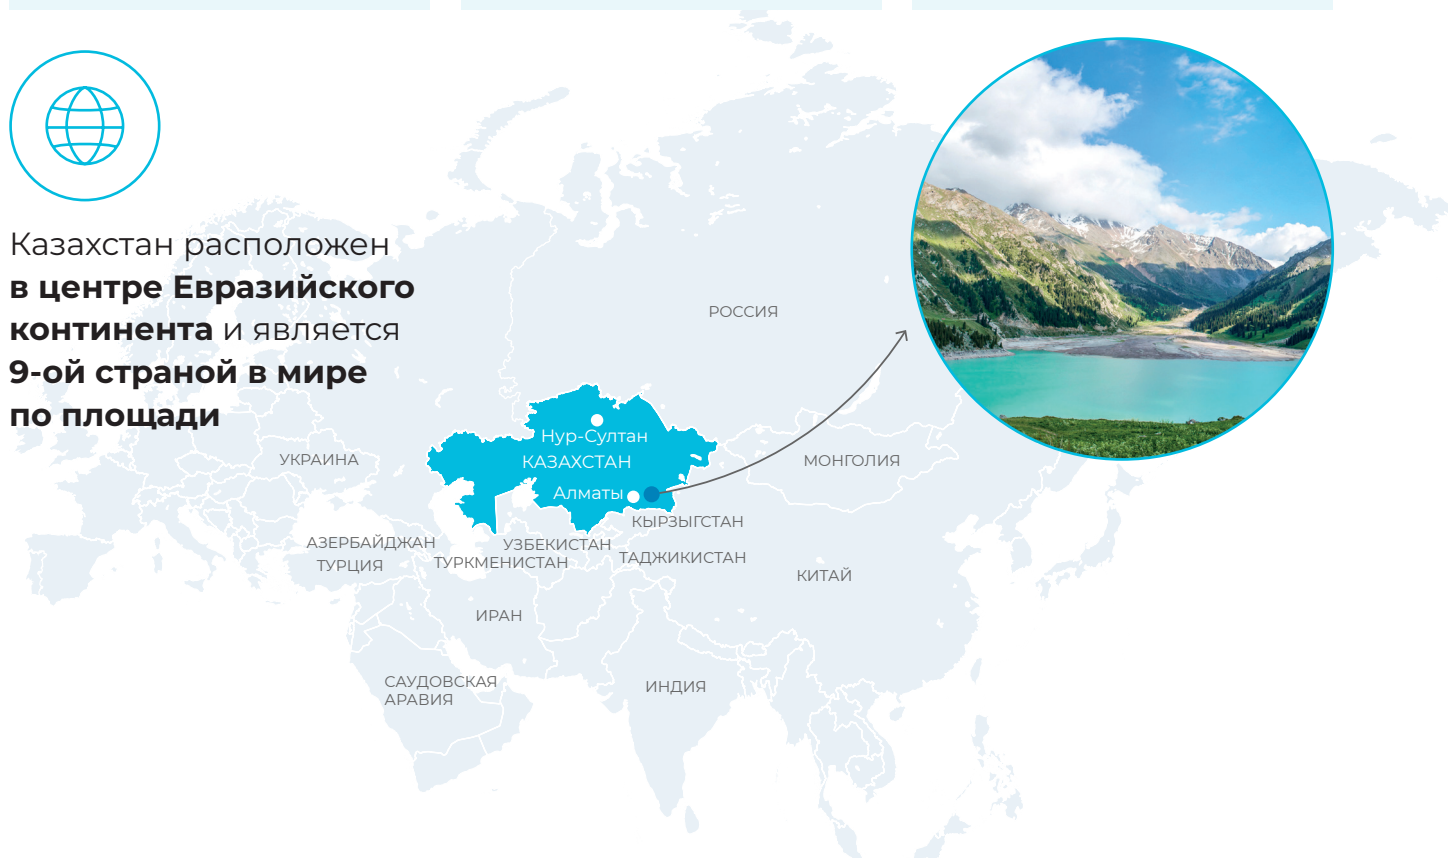 Казахстан расположен
в центре Евразийского
континента и является
9-ой страной в мире
по площади
РОССИЯ
Нур-Султан
КАЗАХСТАН
Алматы
УКРАИНА
МОНГОЛИЯ
КЫРЗЫГСТАН
АЗЕРБАЙДЖАН
УЗБЕКИСТАН
ТУРЦИЯ
ТУРКМЕНИСТАН
ТАДЖИКИСТАН
КИТАЙ
ИРАН
САУДОВСКАЯ
АРАВИЯ
ИНДИЯ